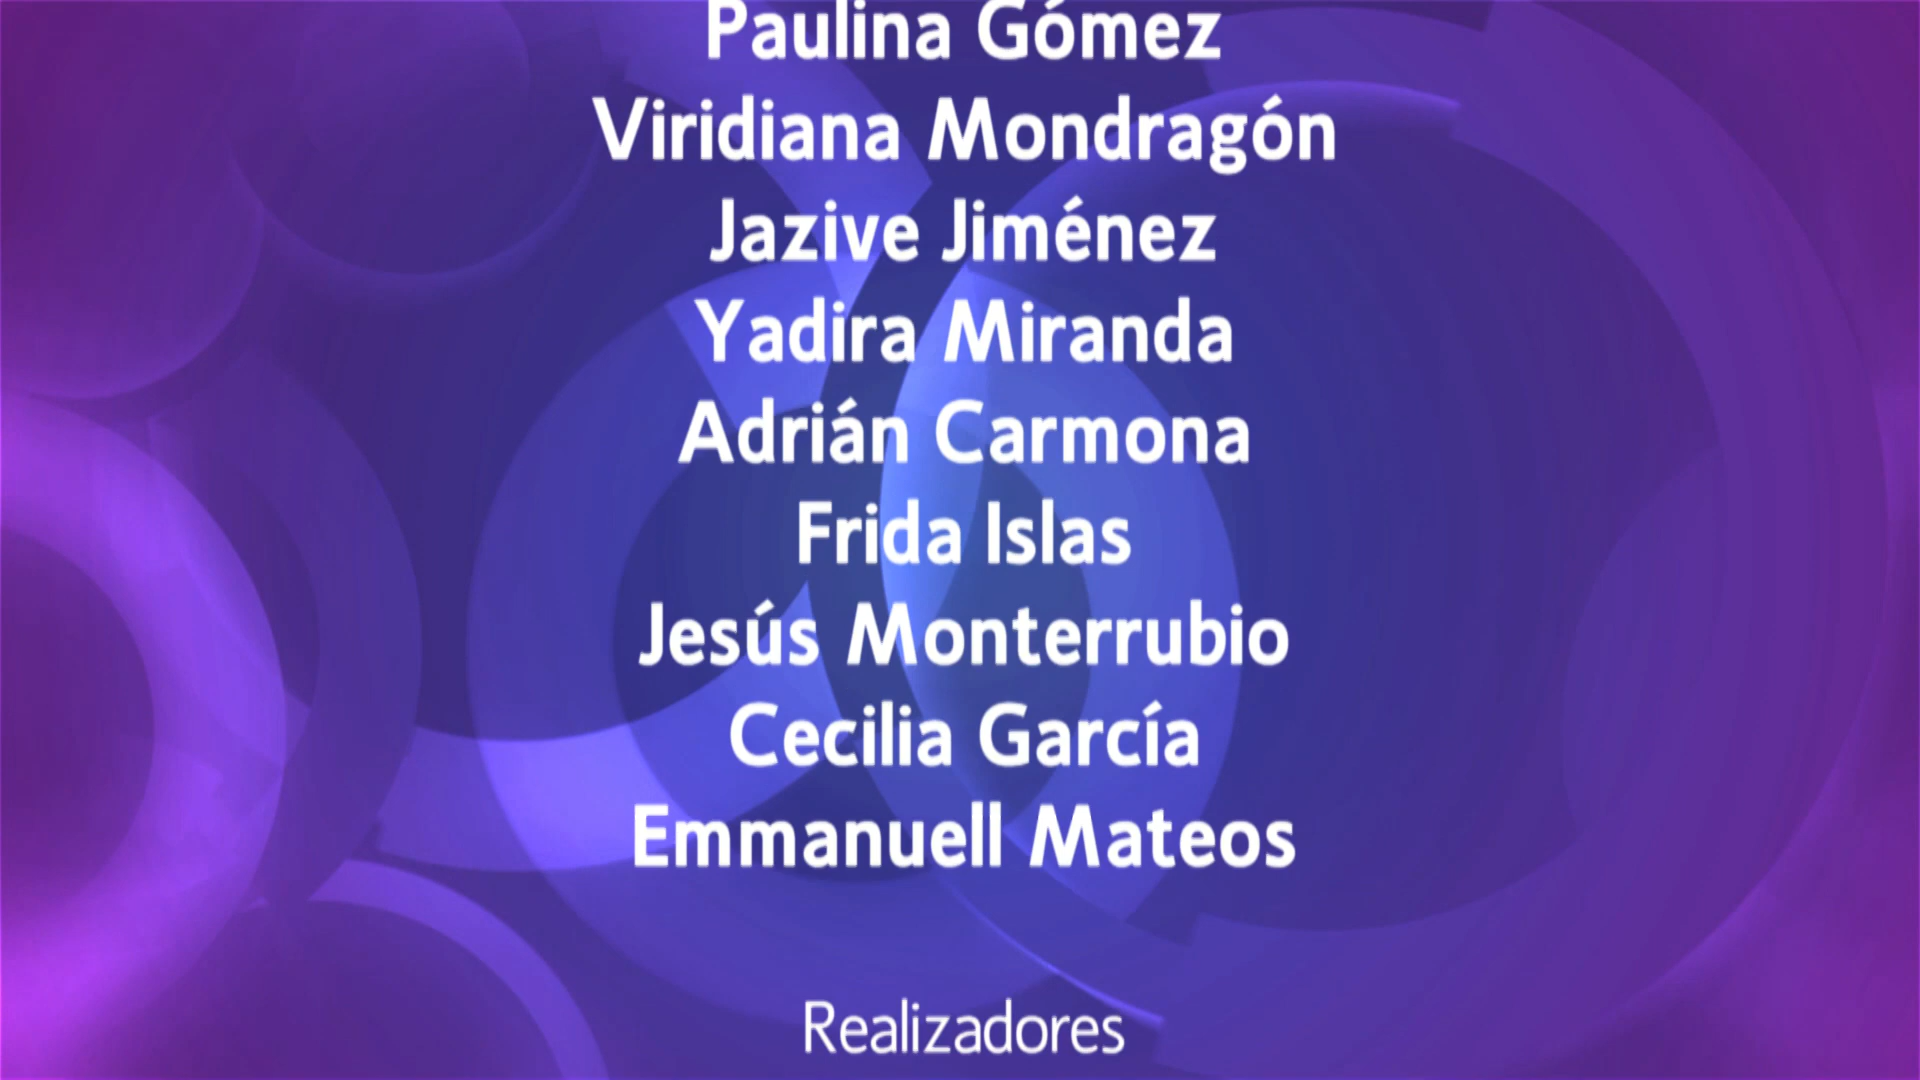 Paulina Gómez
Viridiana Mondragón
Jazive Jiménez
Yadira Miranda
Adrián Carmona
Frida Islas
Jesús Monterrubio
Cecilia García
Emmanuell Mateos
Realizadores